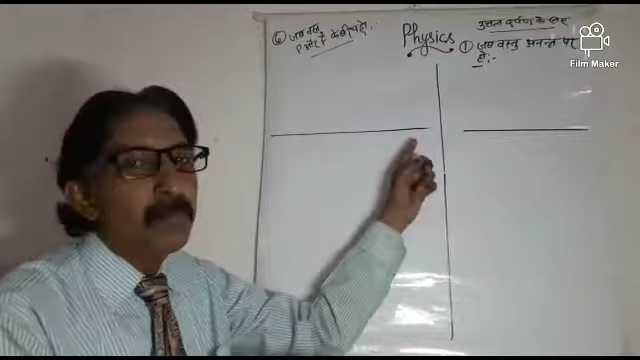 ⑥ जब वस्तु
P और F के बीच हो:-
Physics
उत्तल दर्पण के लिए
① जब वस्तु अनन्त पर
हो:-
Film Maker